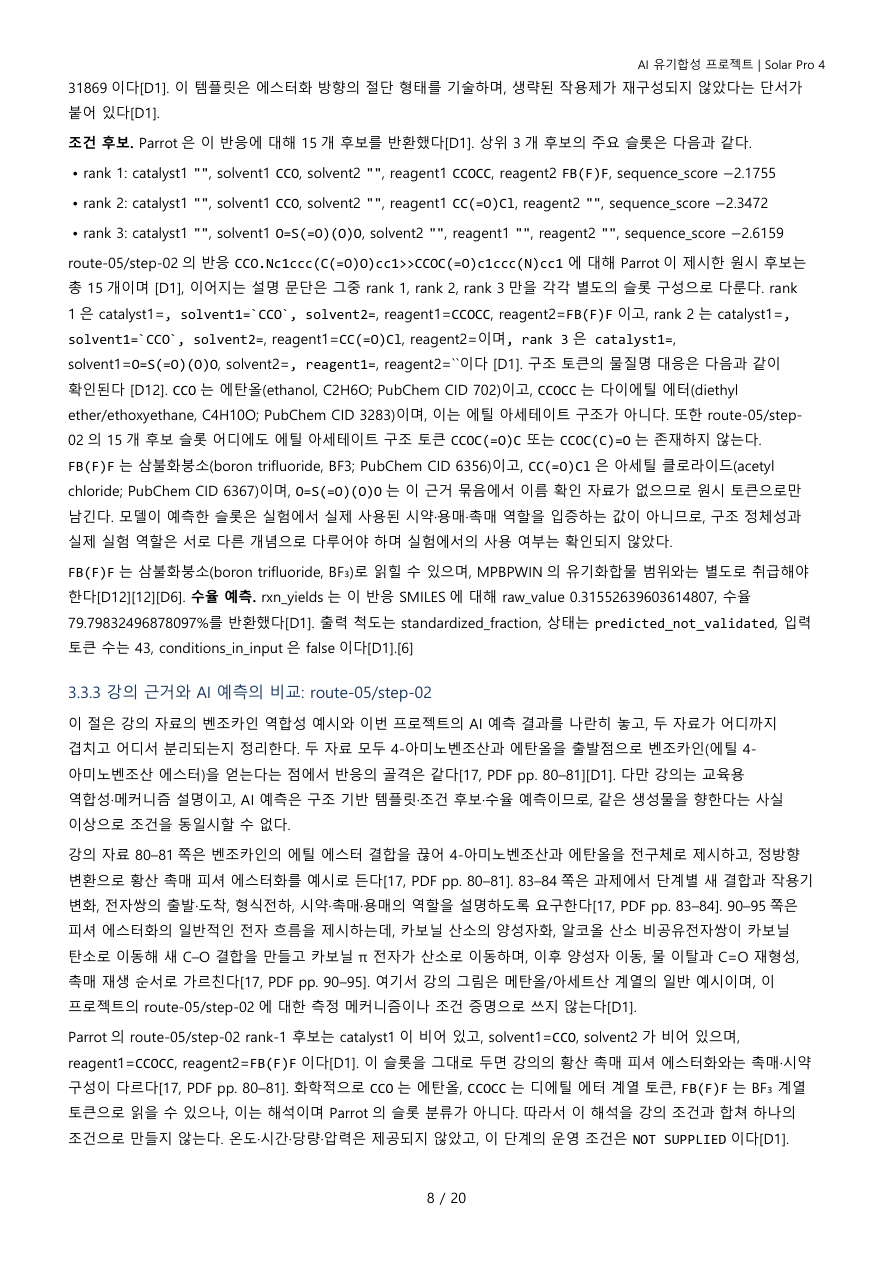 AI 유기합성 프로젝트 | Solar Pro 4
31869 이다[D1]. 이 템플릿은 에스터화 방향의 절단 형태를 기술하며, 생략된 작용제가 재구성되지 않았다는 단서가
붙어 있다[D1].
조건 후보. Parrot 은 이 반응에 대해 15 개 후보를 반환했다[D1]. 상위 3 개 후보의 주요 슬롯은 다음과 같다.
• rank 1: catalyst1 "", solvent1 CCO, solvent2 "", reagent1 CCOCC, reagent2 FB(F)F, sequence_score −2.1755
• rank 2: catalyst1 "", solvent1 CCO, solvent2 "", reagent1 CC(=O)Cl, reagent2 "", sequence_score −2.3472
• rank 3: catalyst1 "", solvent1 O=S(=O)(O)O, solvent2 "", reagent1 "", reagent2 "", sequence_score −2.6159
route-05/step-02 의 반응 CCO.Nc1ccc(C(=O)O)cc1>>CCOC(=O)c1ccc(N)cc1 에 대해 Parrot 이 제시한 원시 후보는
총 15 개이며 [D1], 이어지는 설명 문단은 그중 rank 1, rank 2, rank 3 만을 각각 별도의 슬롯 구성으로 다룬다. rank
1 은 catalyst1=, solvent1=`CCO`, solvent2=, reagent1=CCOCC, reagent2=FB(F)F 이고, rank 2 는 catalyst1=,
solvent1=`CCO`, solvent2=, reagent1=CC(=O)Cl, reagent2=이며, rank 3 은 catalyst1=,
solvent1=O=S(=O)(O)O, solvent2=, reagent1=, reagent2=``이다 [D1]. 구조 토큰의 물질명 대응은 다음과 같이
확인된다 [D12]. CCO 는 에탄올(ethanol, C2H6O; PubChem CID 702)이고, CCOCC 는 다이에틸 에터(diethyl
ether/ethoxyethane, C4H10O; PubChem CID 3283)이며, 이는 에틸 아세테이트 구조가 아니다. 또한 route-05/step-
02 의 15 개 후보 슬롯 어디에도 에틸 아세테이트 구조 토큰 CCOC(=O)C 또는 CCOC(C)=O 는 존재하지 않는다.
FB(F)F 는 삼불화붕소(boron trifluoride, BF3; PubChem CID 6356)이고, CC(=O)Cl 은 아세틸 클로라이드(acetyl
chloride; PubChem CID 6367)이며, O=S(=O)(O)O 는 이 근거 묶음에서 이름 확인 자료가 없으므로 원시 토큰으로만
남긴다. 모델이 예측한 슬롯은 실험에서 실제 사용된 시약·용매·촉매 역할을 입증하는 값이 아니므로, 구조 정체성과
실제 실험 역할은 서로 다른 개념으로 다루어야 하며 실험에서의 사용 여부는 확인되지 않았다.
FB(F)F 는 삼불화붕소(boron trifluoride, BF₃)로 읽힐 수 있으며, MPBPWIN 의 유기화합물 범위와는 별도로 취급해야
한다[D12][12][D6]. 수율 예측. rxn_yields 는 이 반응 SMILES 에 대해 raw_value 0.31552639603614807, 수율
79.79832496878097%를 반환했다[D1]. 출력 척도는 standardized_fraction, 상태는 predicted_not_validated, 입력
토큰 수는 43, conditions_in_input 은 false 이다[D1].[6]
3.3.3 강의 근거와 AI 예측의 비교: route-05/step-02
이 절은 강의 자료의 벤조카인 역합성 예시와 이번 프로젝트의 AI 예측 결과를 나란히 놓고, 두 자료가 어디까지
겹치고 어디서 분리되는지 정리한다. 두 자료 모두 4-아미노벤조산과 에탄올을 출발점으로 벤조카인(에틸 4-
아미노벤조산 에스터)을 얻는다는 점에서 반응의 골격은 같다[17, PDF pp. 80–81][D1]. 다만 강의는 교육용
역합성·메커니즘 설명이고, AI 예측은 구조 기반 템플릿·조건 후보·수율 예측이므로, 같은 생성물을 향한다는 사실
이상으로 조건을 동일시할 수 없다.
강의 자료 80–81 쪽은 벤조카인의 에틸 에스터 결합을 끊어 4-아미노벤조산과 에탄올을 전구체로 제시하고, 정방향
변환으로 황산 촉매 피셔 에스터화를 예시로 든다[17, PDF pp. 80–81]. 83–84 쪽은 과제에서 단계별 새 결합과 작용기
변화, 전자쌍의 출발·도착, 형식전하, 시약·촉매·용매의 역할을 설명하도록 요구한다[17, PDF pp. 83–84]. 90–95 쪽은
피셔 에스터화의 일반적인 전자 흐름을 제시하는데, 카보닐 산소의 양성자화, 알코올 산소 비공유전자쌍이 카보닐
탄소로 이동해 새 C–O 결합을 만들고 카보닐 π 전자가 산소로 이동하며, 이후 양성자 이동, 물 이탈과 C=O 재형성,
촉매 재생 순서로 가르친다[17, PDF pp. 90–95]. 여기서 강의 그림은 메탄올/아세트산 계열의 일반 예시이며, 이
프로젝트의 route-05/step-02 에 대한 측정 메커니즘이나 조건 증명으로 쓰지 않는다[D1].
Parrot 의 route-05/step-02 rank-1 후보는 catalyst1 이 비어 있고, solvent1=CCO, solvent2 가 비어 있으며,
reagent1=CCOCC, reagent2=FB(F)F 이다[D1]. 이 슬롯을 그대로 두면 강의의 황산 촉매 피셔 에스터화와는 촉매·시약
구성이 다르다[17, PDF pp. 80–81]. 화학적으로 CCO 는 에탄올, CCOCC 는 디에틸 에터 계열 토큰, FB(F)F 는 BF₃ 계열
토큰으로 읽을 수 있으나, 이는 해석이며 Parrot 의 슬롯 분류가 아니다. 따라서 이 해석을 강의 조건과 합쳐 하나의
조건으로 만들지 않는다. 온도·시간·당량·압력은 제공되지 않았고, 이 단계의 운영 조건은 NOT SUPPLIED 이다[D1].
8 / 20